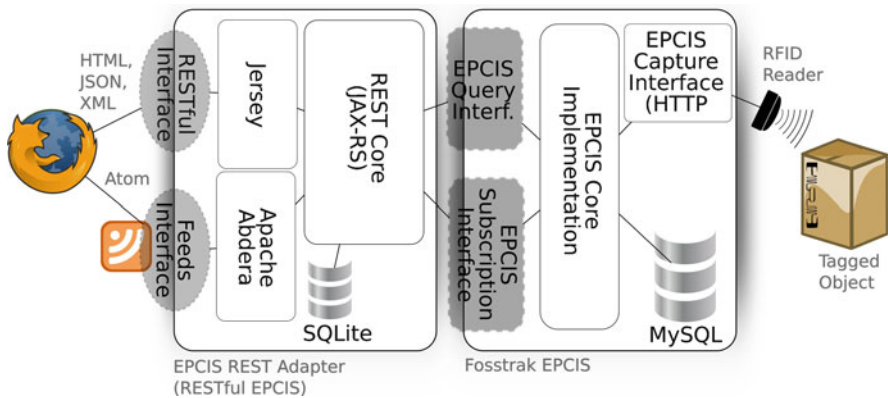 HTML,
JSON,
XML
Atom
RESTful
Interface
Feeds
Interface
Jersey
Apache
Abdera
REST Core
(JAX-RS)
SQLite
EPCIS REST Adapter
(RESTful EPCIS)
EPCIS
Query
Interf.
EPCIS
Subscription
Interface
EPCIS Core
Implementation
EPCIS
Capture
Interface
(HTTP
MySQL
Fosstrak EPCIS
RFID
Reader
Tagged
Object